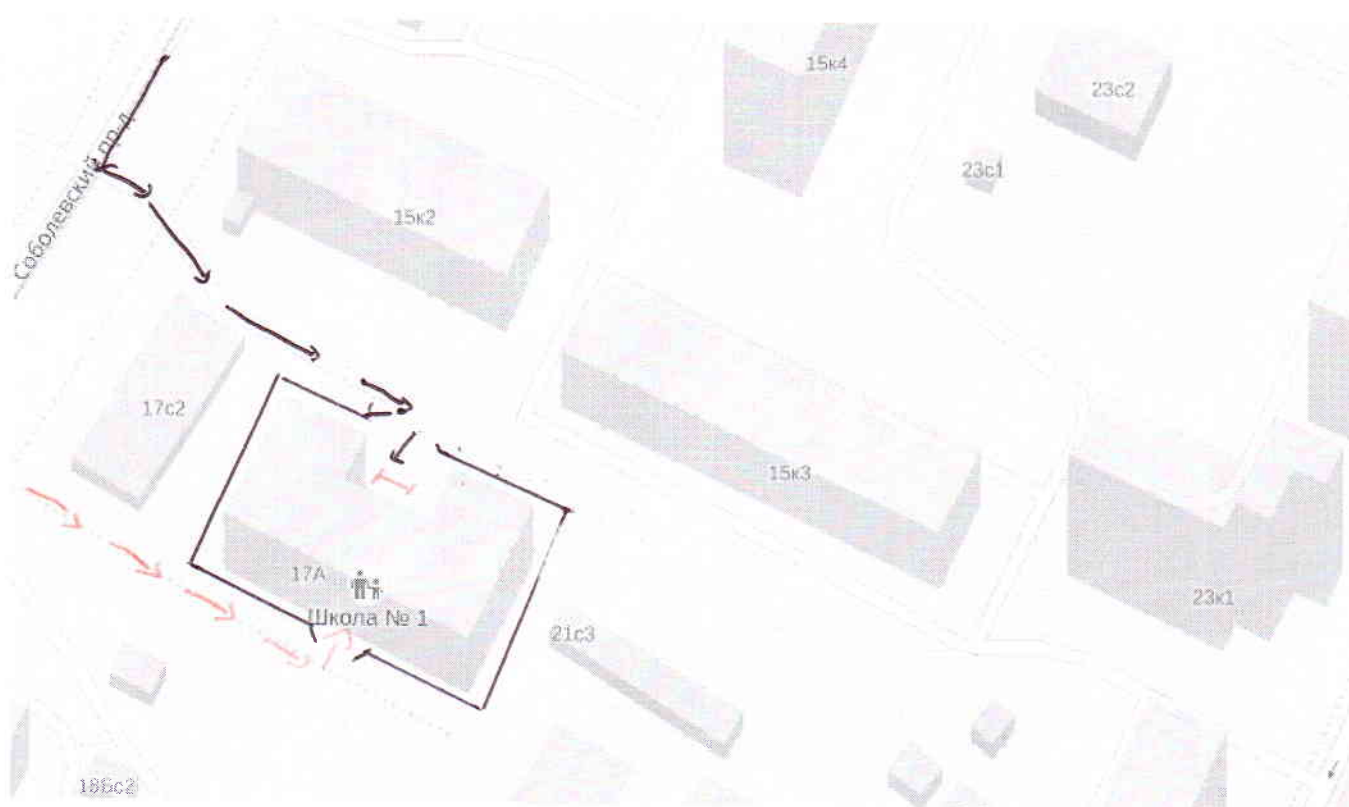 15к4
23с2
Соболевский пр-д
23с1
15к2
17с2
15к3
17А
Школа № 1
23к1
21с3
18Бс2